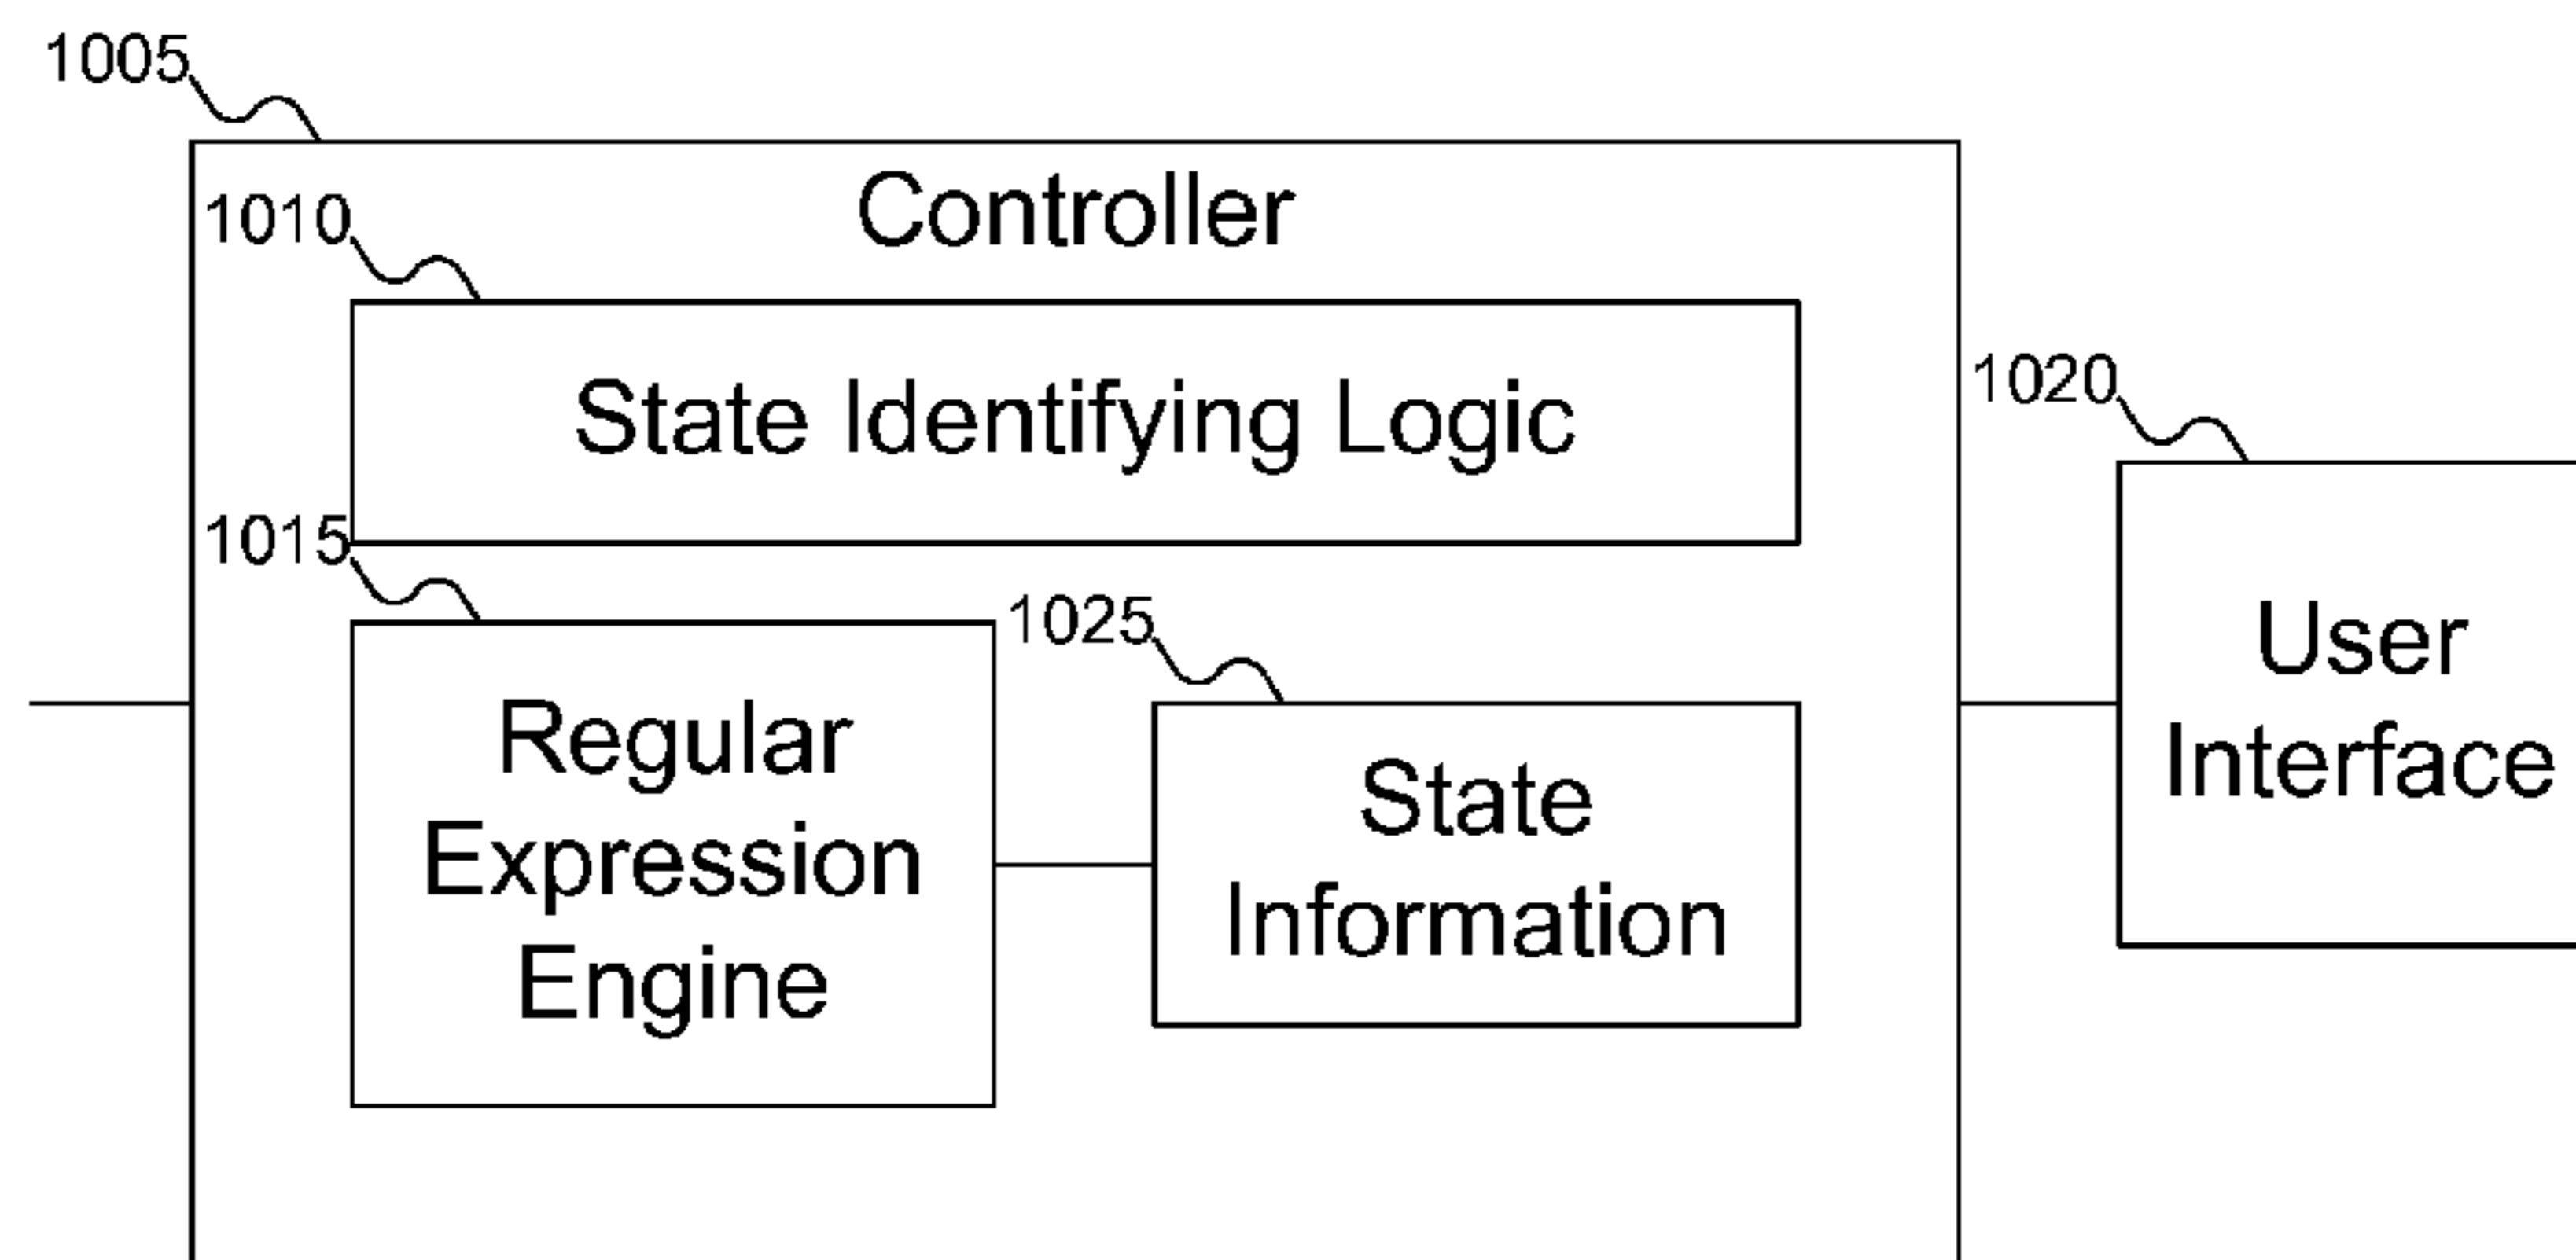 1005
Controller
1010
State Identifying Logic
1015
Regular
Expression
Engine
1025
State
Information
1020
User
Interface